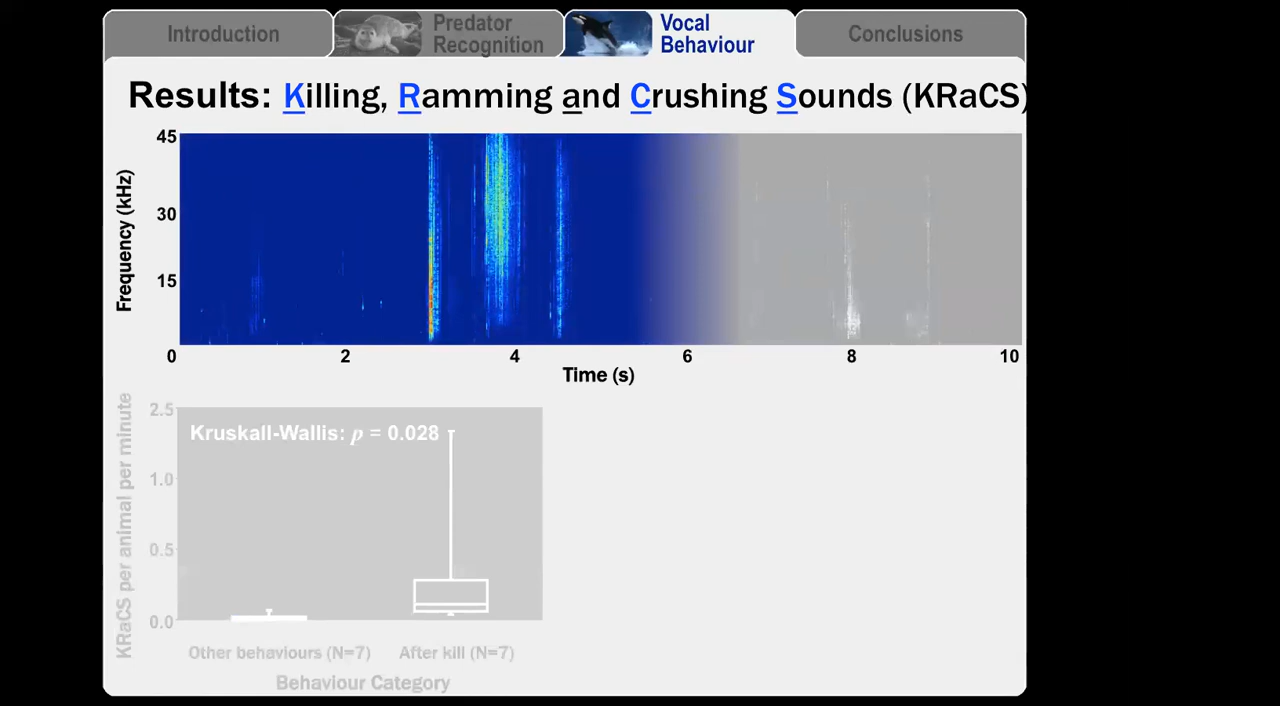 Introduction
Predator
Recognition
Vocal
Behaviour
Conclusions
Results: Killing, Ramming and Crushing Sounds (KRaCS)
Frequency (kHz)
45
30
15
0 2 4 6 8 10
Time (s)
KRaCS per animal per minute
2.5
1.0
0.5
0.0
Kruskall-Wallis: p = 0.028
Other behaviours (N=7) After kill (N=7)
Behaviour Category